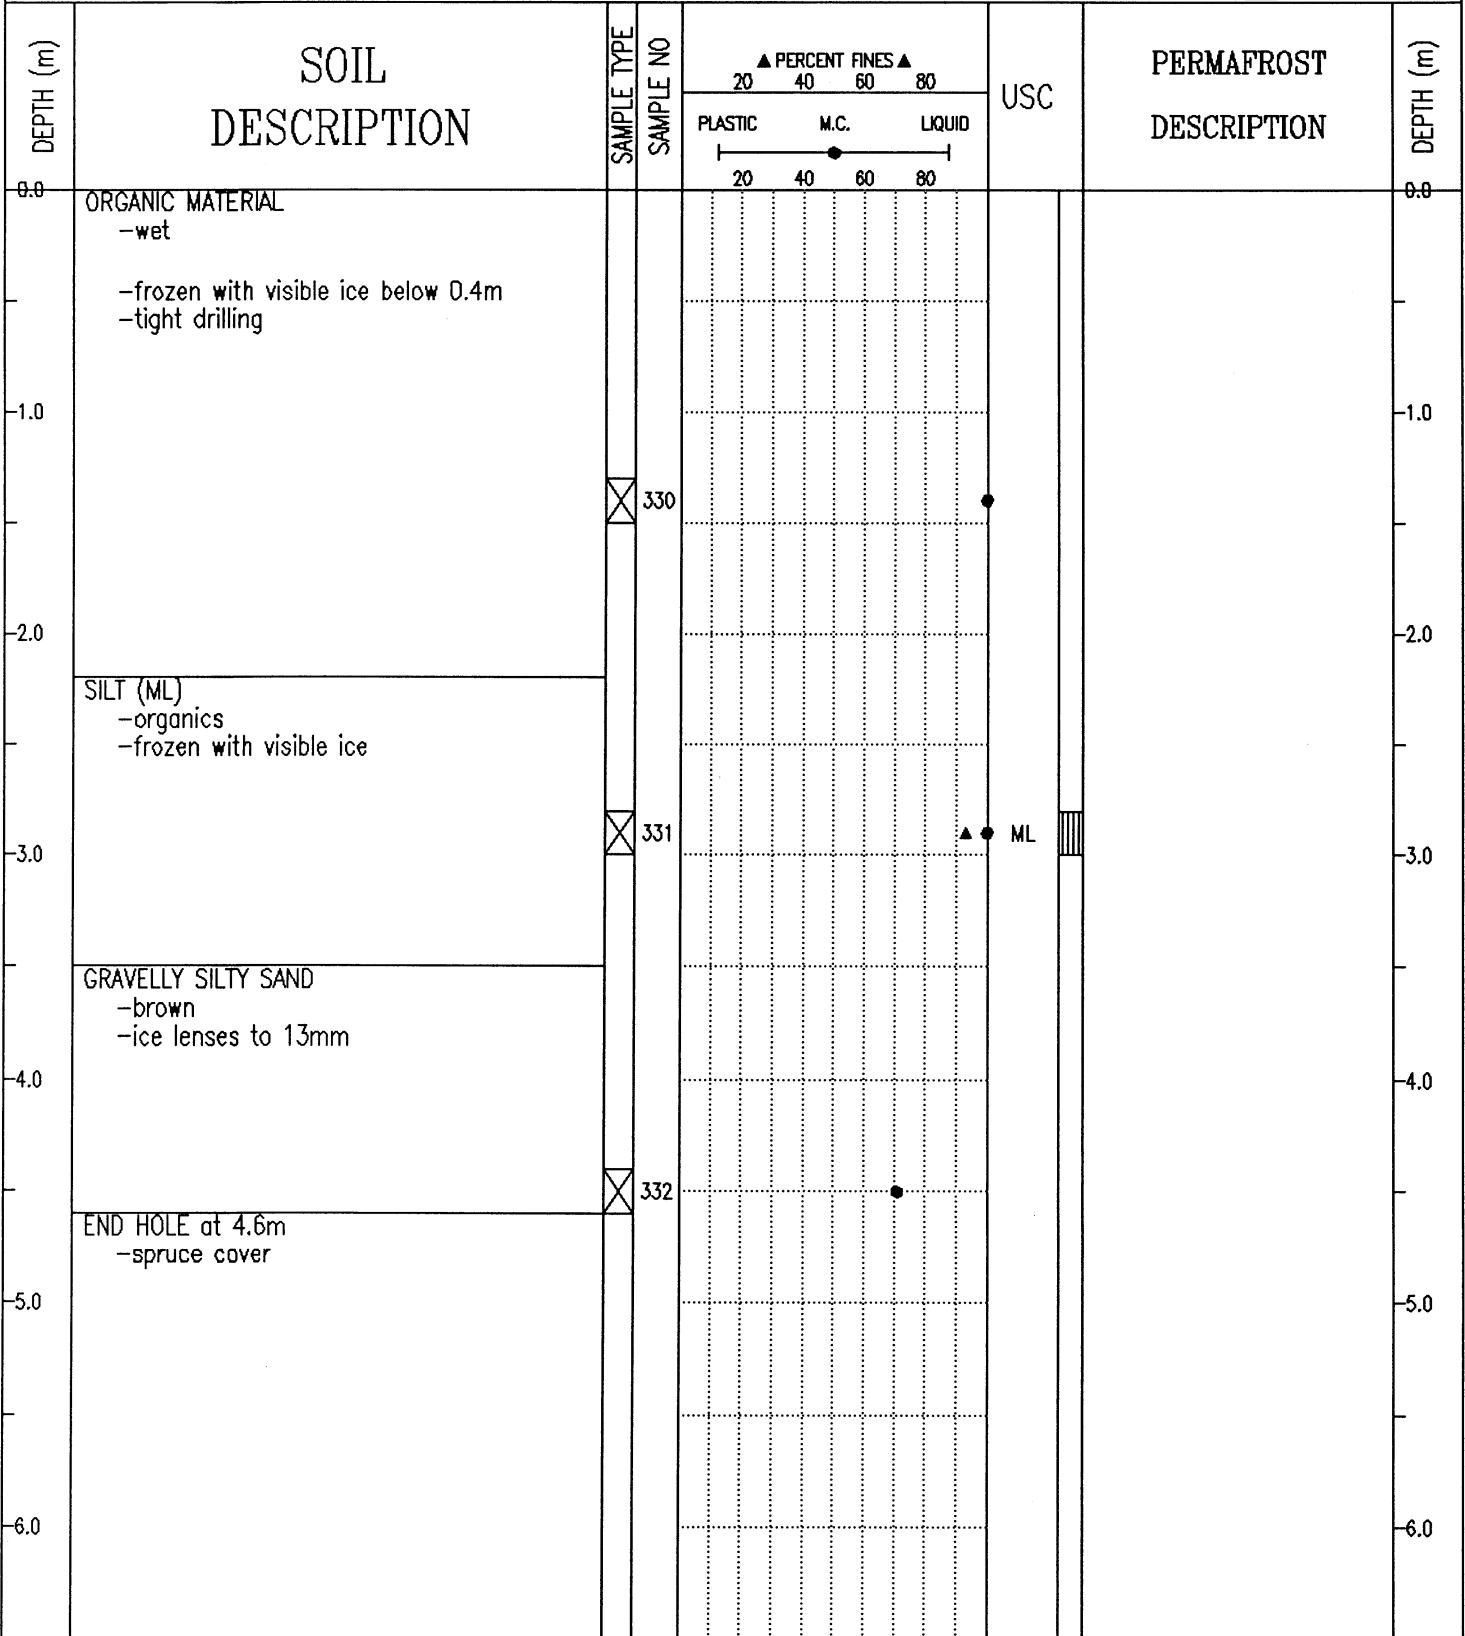 DEPTH (m)
SOIL
DESCRIPTION
SAMPLE TYPE
SAMPLE NO
▲ PERCENT FINES ▲
20 40 60 80
PLASTIC M.C. LIQUID
20 40 60 80
USC
PERMAFROST
DESCRIPTION
DEPTH (m)
0.0 0.0
ORGANIC MATERIAL
-wet
-frozen with visible ice below 0.4m
-tight drilling
1.0 1.0
330
2.0 2.0
SILT (ML)
-organics
-frozen with visible ice
331 ML
3.0 3.0
GRAVELLY SILTY SAND
-brown
-ice lenses to 13mm
4.0 4.0
332
END HOLE at 4.6m
-spruce cover
5.0 5.0
6.0 6.0